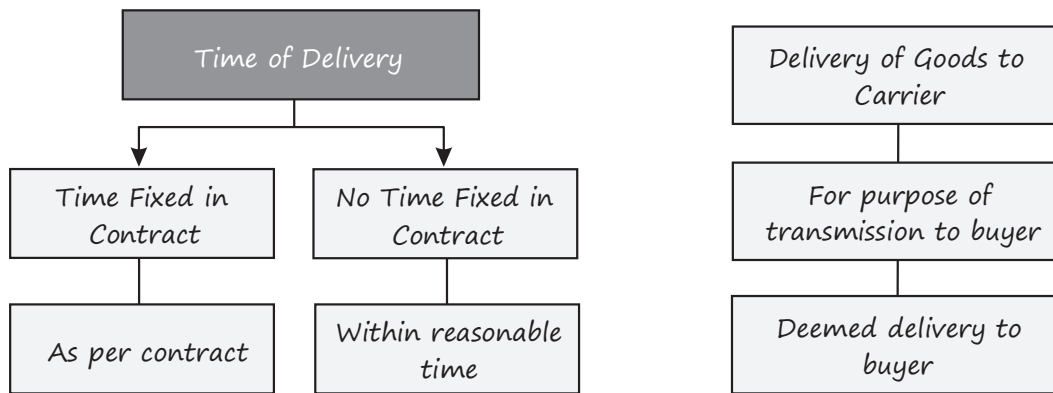 Time of Delivery
Time Fixed in
Contract
No Time Fixed in
Contract
As per contract
Within reasonable
time
Delivery of Goods to
Carrier
For purpose of
transmission to buyer
Deemed delivery to
buyer